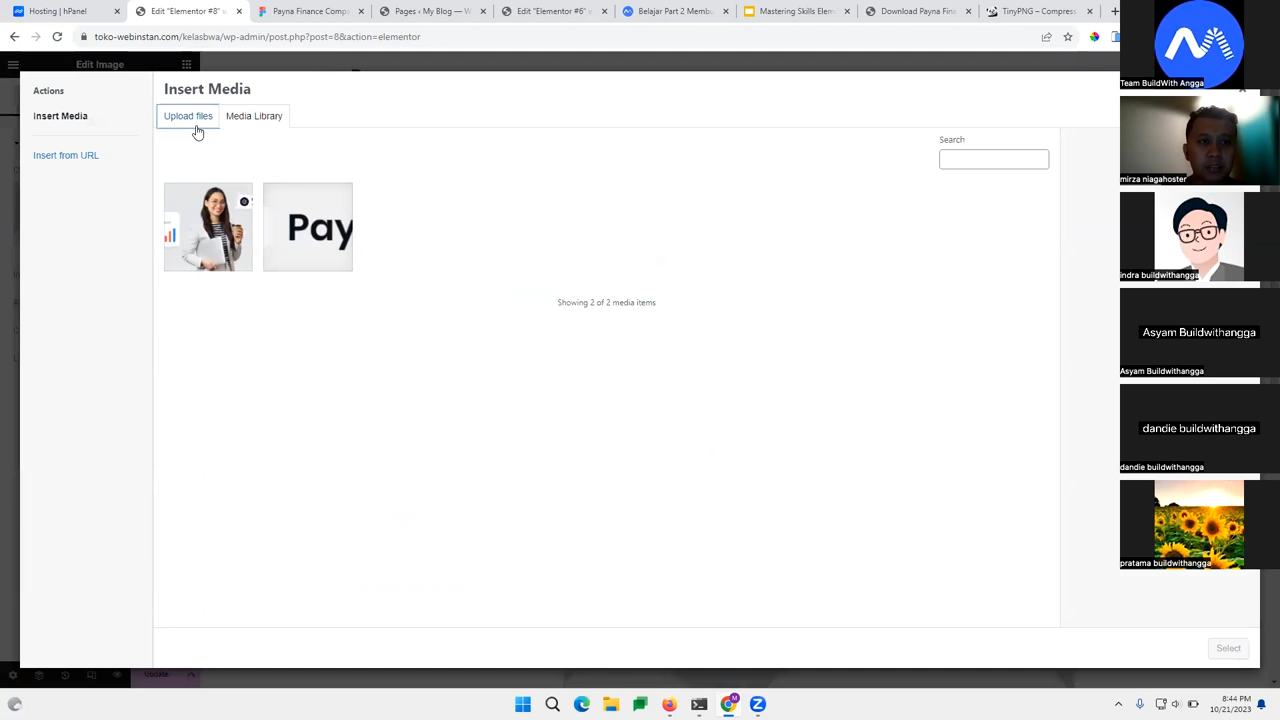 Hosting | hPanel
Edit "Elementor #8"
Payna Finance Comp
Pages ‹ My Blog —
Edit "Elementor #6"
Belajar Part 2 Membu
Mastering Skills Elem
Download Payna Fina
TinyPNG – Compress
toko-webinstan.com/kelasbwa/wp-admin/post.php?post=8&action=elementor
Edit Image
Actions
Insert Media
Insert from URL
Insert Media
Upload files
Media Library
Search
Pay
Showing 2 of 2 media items
Select
Team BuildWith Angga
mirza niagahoster
indra buildwithangga
Asyam Buildwithangga
Asyam Buildwithangga
dandie buildwithangga
dandie buildwithangga
pratama buildwithangga
8:44 PM
10/21/2023